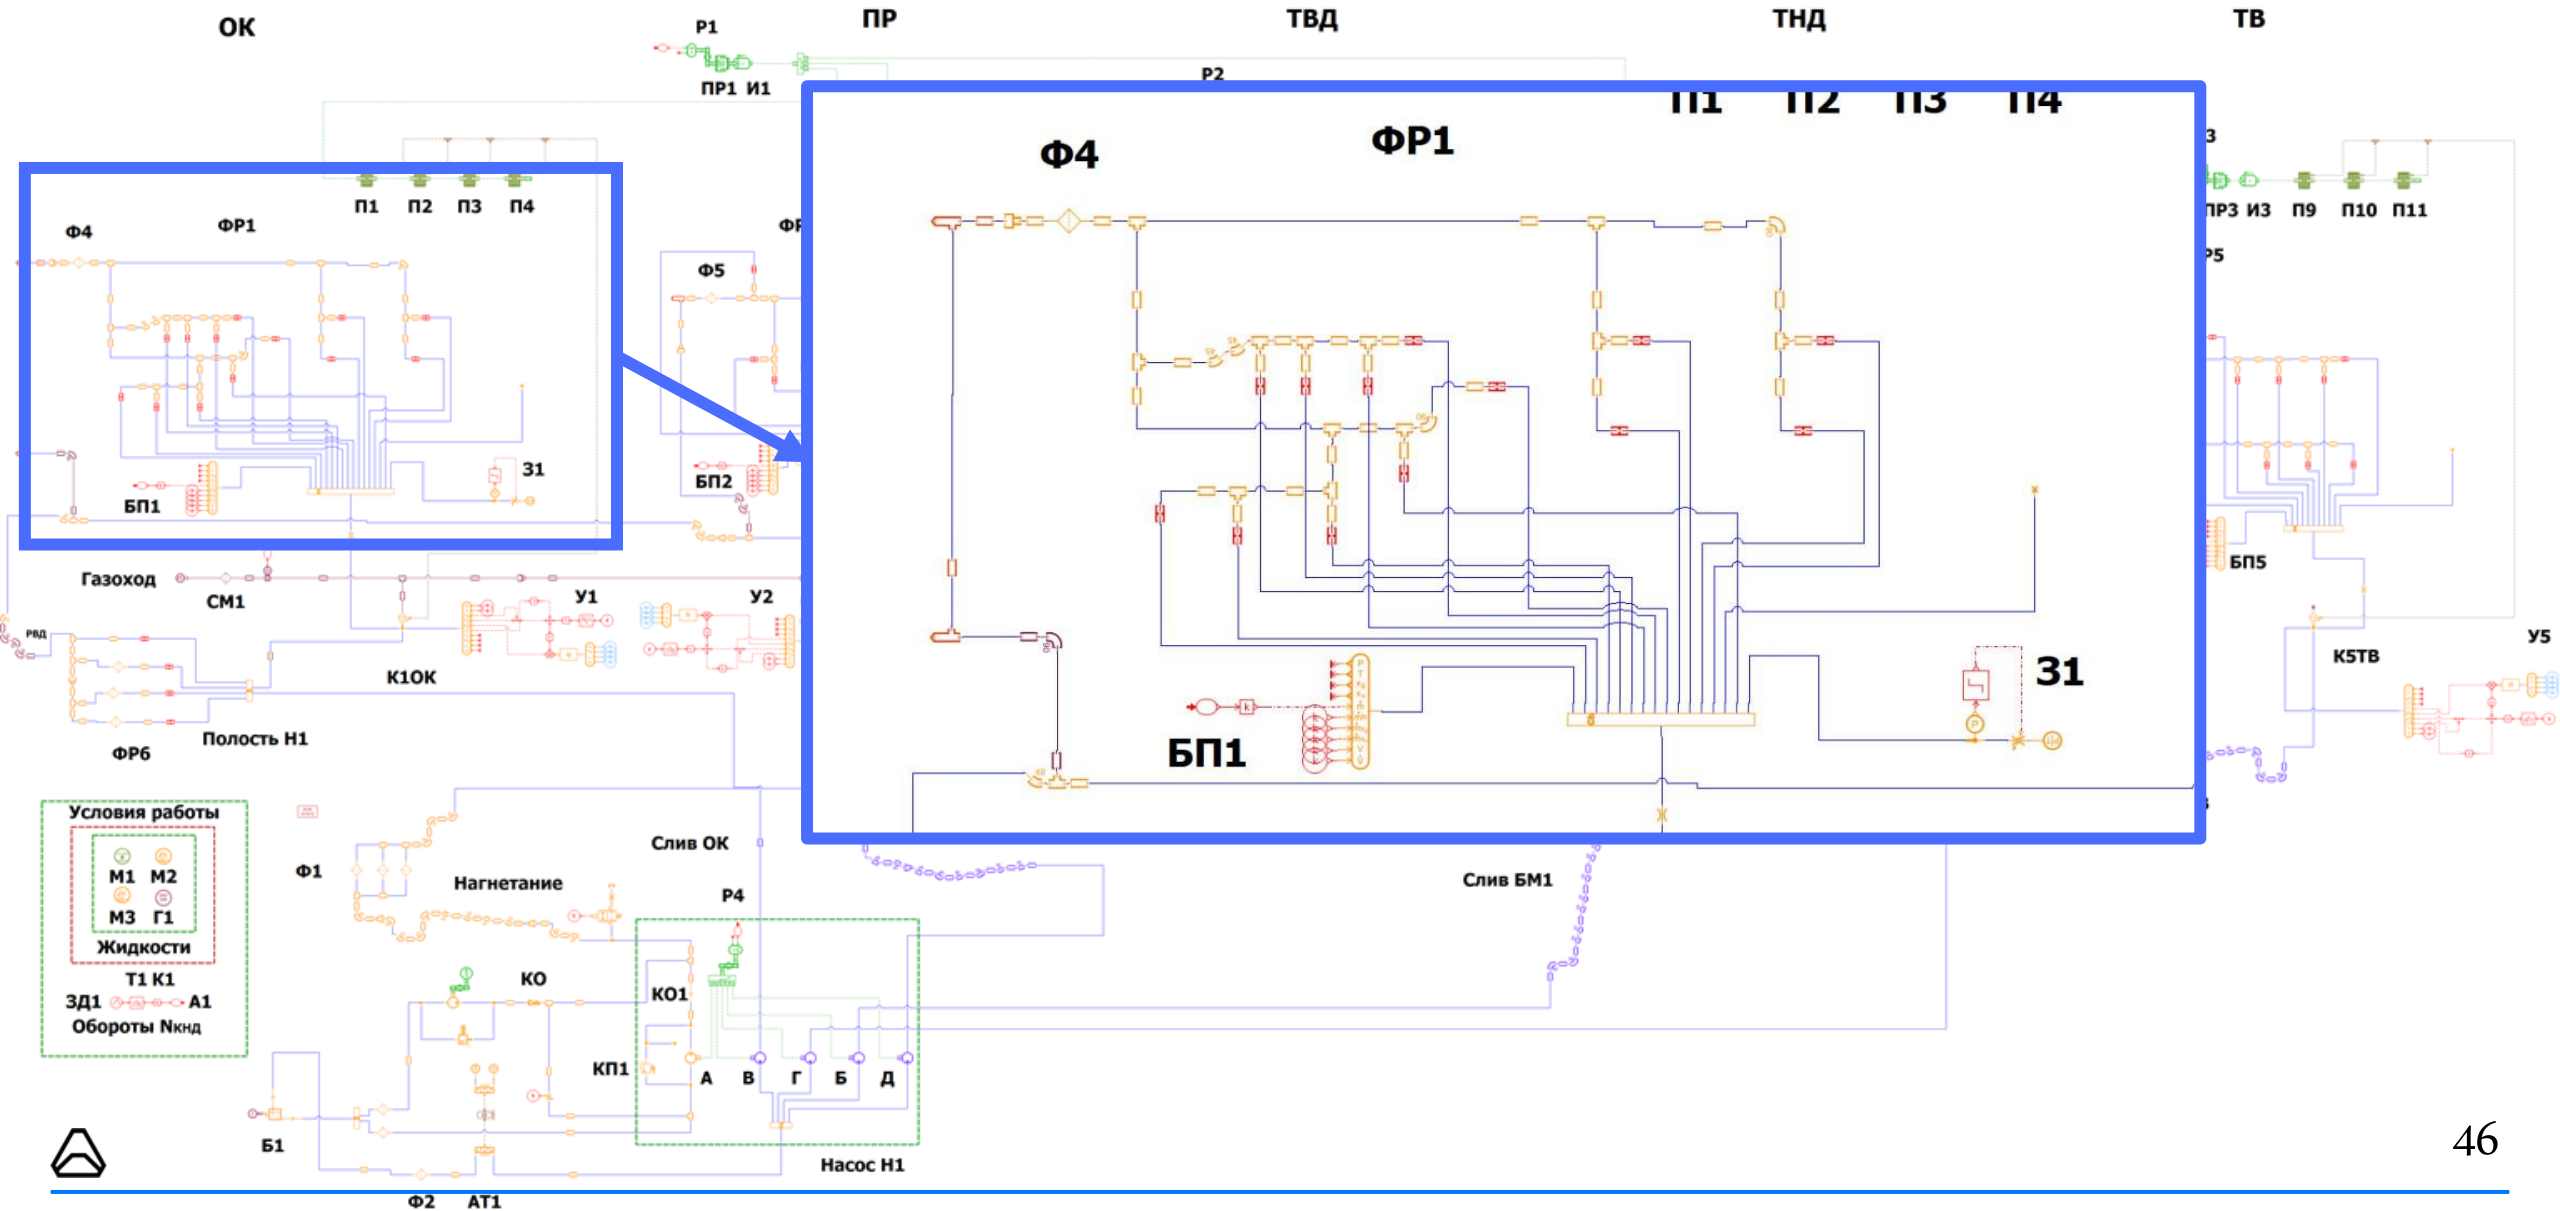 ОК
Р1
ПР
ТВД
ТНД
ТВ
ПР1 И1
Р2
П1 П2 П3 П4
Ф4
ФР1
БП1
З1
Ф5
БП2
Ф4
ФР1
П1 П2 П3 П4
БП1
З1
ПР3 И3 П9 П10 П11
БП5
К5ТВ
У5
Газоход
СМ1
У1
У2
РВД
К1ОК
ФР6
Полость Н1
Условия работы
М1 М2
М3 Г1
Жидкости
Т1 К1
ЗД1 А1
Обороты Nкнд
Ф1
Нагнетание
Слив ОК
Слив БМ1
Р4
КО
КО1
КП1
А В Г Б Д
Насос Н1
Б1
Ф2
АТ1
46